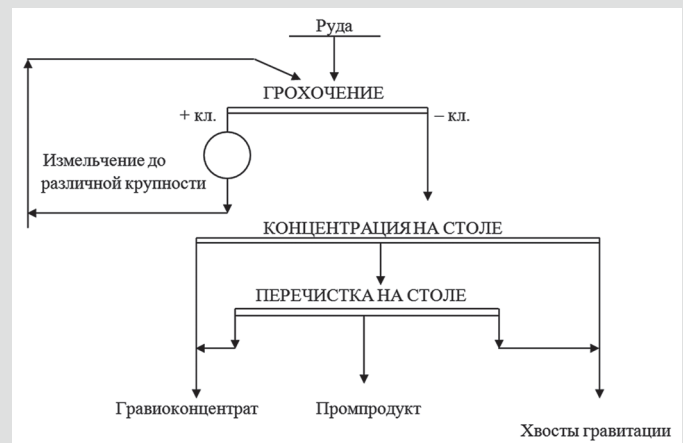 Руда
ГРОХОЧЕНИЕ
+ кл.
– кл.
Измельчение до
различной крупности
КОНЦЕНТРАЦИЯ НА СТОЛЕ
ПЕРЕЧИСТКА НА СТОЛЕ
Гравиоконцентрат
Промпродукт
Хвосты гравитации